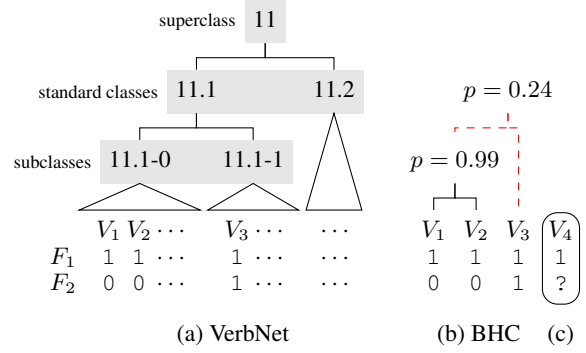 superclass 11
standard classes 11.1 11.2 p = 0.24
subclasses 11.1-0 11.1-1 p = 0.99
V1 V2 ··· V3 ··· ··· V1 V2 V3 V4
F1 1 1 ··· 1 ··· ··· 1 1 1 1
F2 0 0 ··· 1 ··· ··· 0 0 1 ?
(a) VerbNet (b) BHC (c)